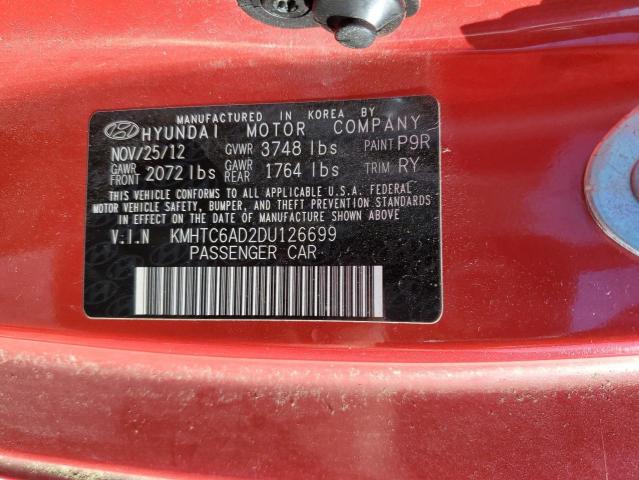 MANUFACTURED IN KOREA BY
HYUNDAI MOTOR COMPANY
NOV/25/12 GVWR 3748 lbs PAINT P9R
GAWR FRONT 2072 lbs GAWR REAR 1764 lbs TRIM RY
THIS VEHICLE CONFORMS TO ALL APPLICABLE U.S.A. FEDERAL
MOTOR VEHICLE SAFETY, BUMPER, AND THEFT PREVENTION STANDARDS
IN EFFECT ON THE DATE OF MANUFACTURE SHOWN ABOVE
V.I.N KMHTC6AD2DU126699
PASSENGER CAR